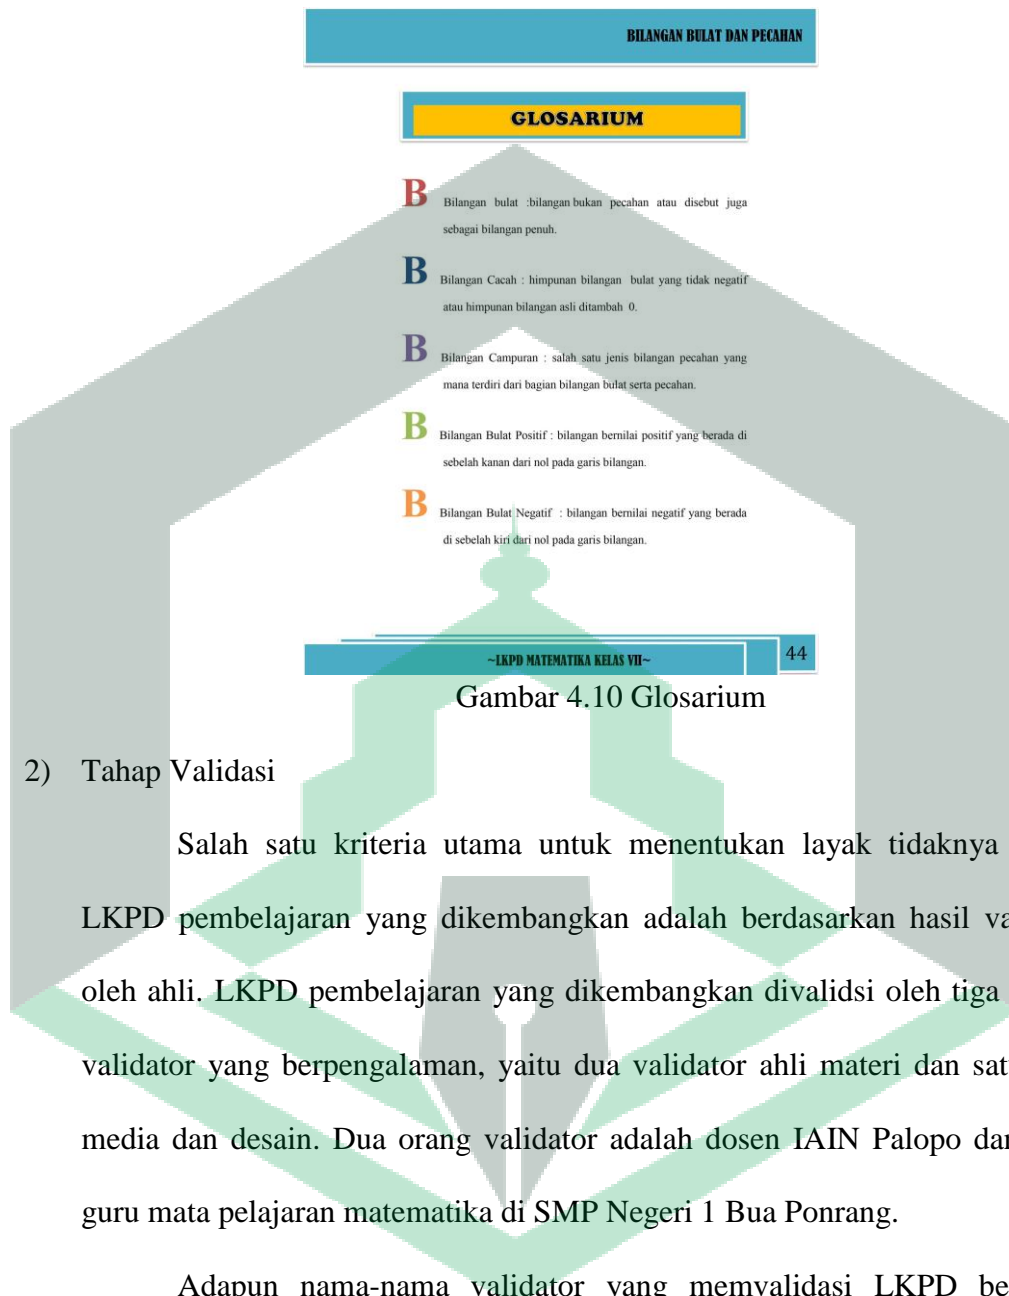 BILANGAN BULAT DAN PECAHAN
GLOSARIUM
B Bilangan bulat :bilangan bukan pecahan atau disebut juga
sebagai bilangan penuh.
B Bilangan Cacah : himpunan bilangan bulat yang tidak negatif
atau himpunan bilangan asli ditambah 0.
B Bilangan Campuran : salah satu jenis bilangan pecahan yang
mana terdiri dari bagian bilangan bulat serta pecahan.
B Bilangan Bulat Positif : bilangan bernilai positif yang berada di
sebelah kanan dari nol pada garis bilangan.
B Bilangan Bulat Negatif : bilangan bernilai negatif yang berada
di sebelah kiri dari nol pada garis bilangan.
~LKPD MATEMATIKA KELAS VII~ 44
Gambar 4.10 Glosarium
2) Tahap Validasi
Salah satu kriteria utama untuk menentukan layak tidaknya
LKPD pembelajaran yang dikembangkan adalah berdasarkan hasil va
oleh ahli. LKPD pembelajaran yang dikembangkan divalidsi oleh tiga
validator yang berpengalaman, yaitu dua validator ahli materi dan sat
media dan desain. Dua orang validator adalah dosen IAIN Palopo dan
guru mata pelajaran matematika di SMP Negeri 1 Bua Ponrang.
Adapun nama-nama validator yang memvalidasi LKPD be